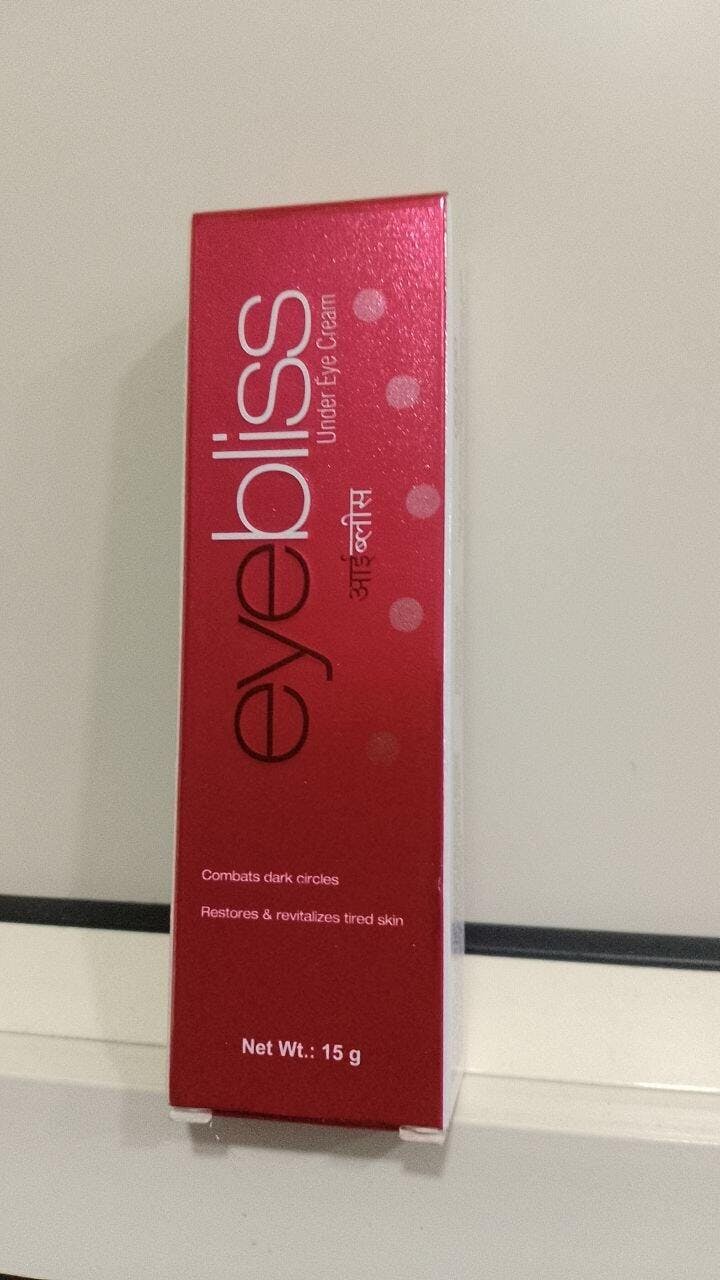 eyebliss
Under Eye Cream
आईब्लीस
Combats dark circles
Restores & revitalizes tired skin
Net Wt.: 15 g